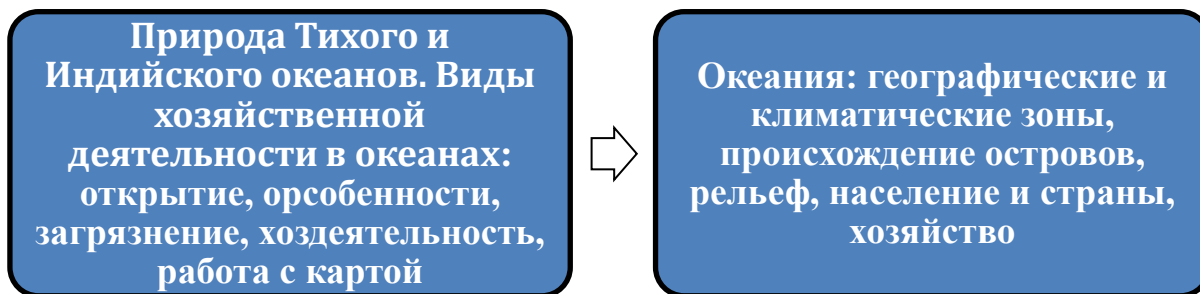 Природа Тихого и
Индийского океанов. Виды
хозяйственной
деятельности в океанах:
открытие, орсобенности,
загрязнение, хоздеятельность,
работа с картой
Океания: географические и
климатические зоны,
происхождение островов,
рельеф, население и страны,
хозяйство